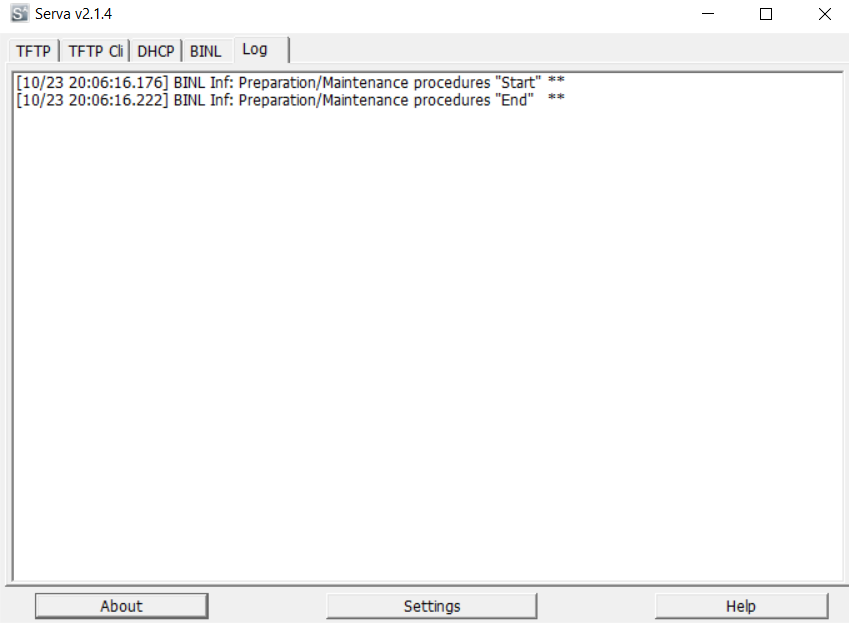 Serva v2.1.4
TFTP TFTP Cli DHCP BINL Log
[10/23 20:06:16.176] BINL Inf: Preparation/Maintenance procedures "Start" **
[10/23 20:06:16.222] BINL Inf: Preparation/Maintenance procedures "End" **
About Settings Help